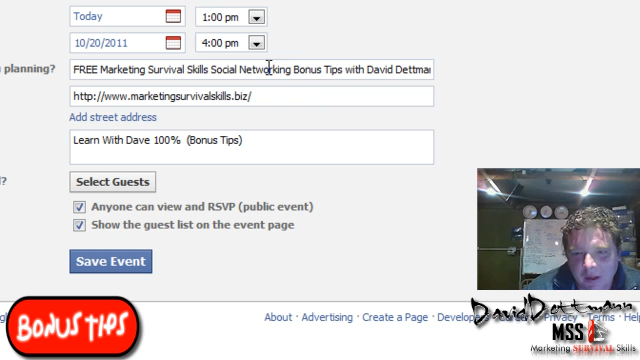 Today 1:00 pm
10/20/2011 4:00 pm
planning?
FREE Marketing Survival Skills Social Networking Bonus Tips with David Dettmar
http://www.marketingsurvivalskills.biz/
Add street address
Learn With Dave 100% (Bonus Tips)
Select Guests
Anyone can view and RSVP (public event)
Show the guest list on the event page
Save Event
About · Advertising · Create a Page · Developers · Privacy · Terms · Help
BONUS TIPS
David Dettmann
MSS
Marketing SURVIVAL Skills